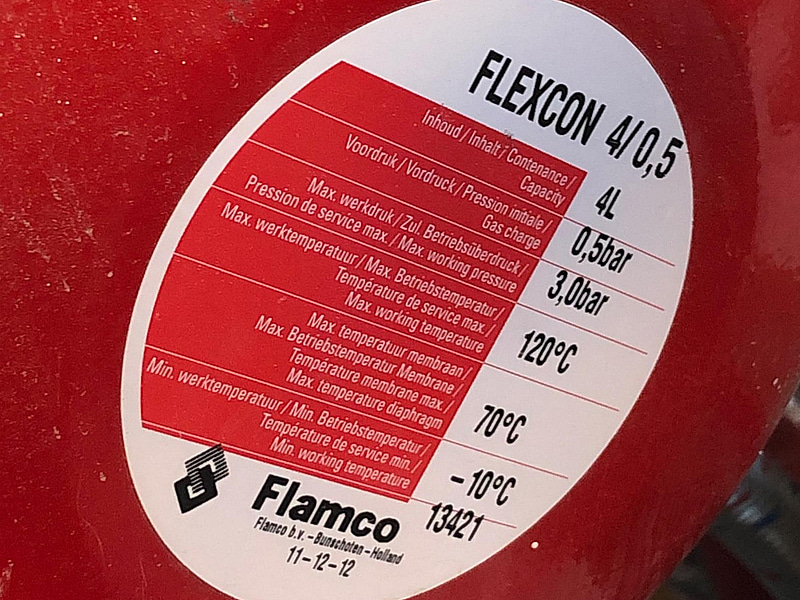 FLEXCON 4/0,5
Inhoud / Inhalt / Contenance /
Capacity
4L
Voordruk / Vordruck / Pression initiale /
Gas charge
0,5bar
Max. werkdruk / Zul. Betriebsüberdruck /
Pression de service max. / Max. working pressure
3,0bar
Max. werktemperatuur / Max. Betriebstemperatur /
Température de service max. /
Max. working temperature
120°C
Max. temperatuur membraan /
Max. Betriebstemperatur Membrane /
Temperature membrane max. /
Max. temperature diaphragm
70°C
Min. werktemperatuur / Min. Betriebstemperatur /
Température de service min. /
Min. working temperature
-10°C
Flamco
13421
Flamco b.v. – Bunschoten – Holland
11-12-12